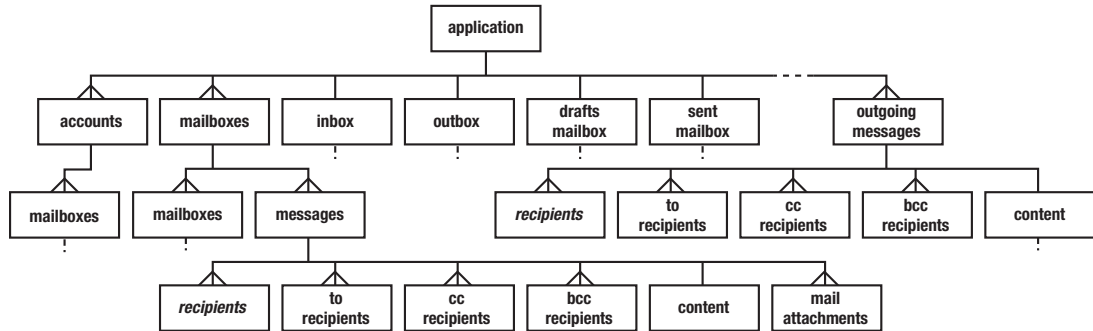 application
accounts
mailboxes
inbox
outbox
drafts
mailbox
sent
mailbox
outgoing
messages
mailboxes
mailboxes
messages
recipients
to
recipients
cc
recipients
bcc
recipients
content
recipients
to
recipients
cc
recipients
bcc
recipients
content
mail
attachments